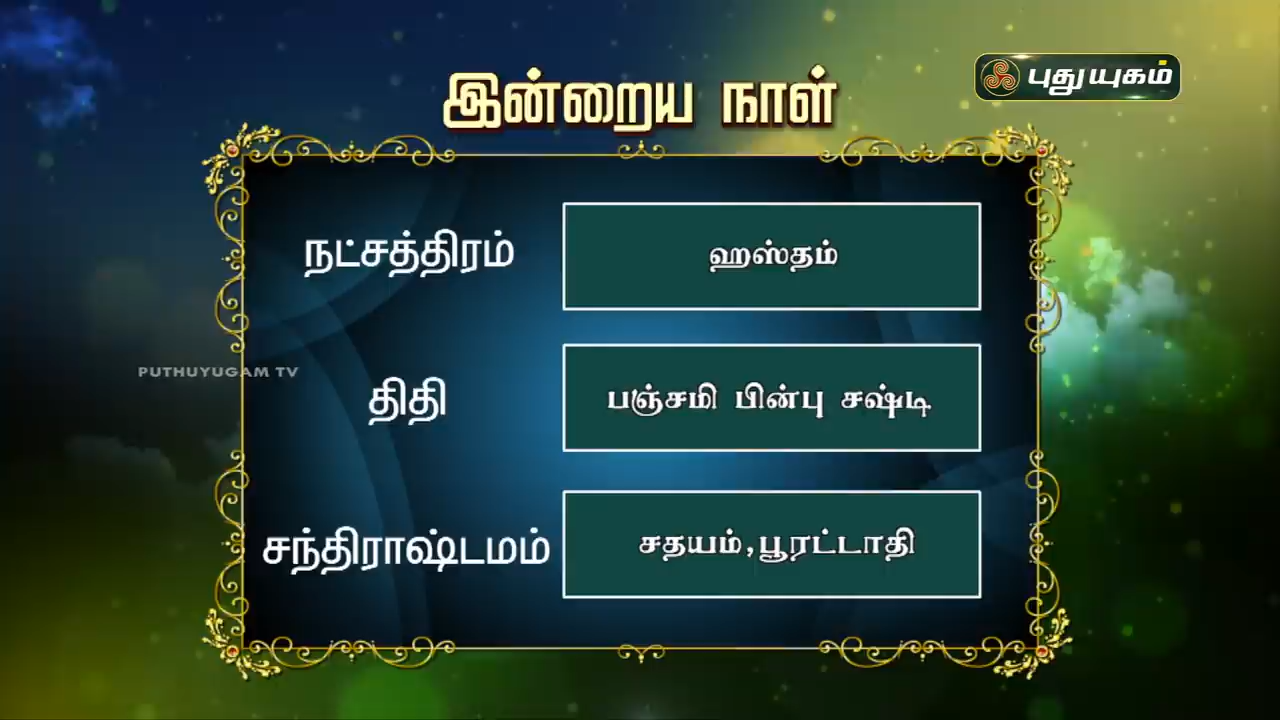 இன்றைய நாள்
புதுயுகம்
நட்சத்திரம்
ஹஸ்தம்
PUTHUYUGAM TV
திதி
பஞ்சமி பின்பு சஷ்டி
சந்திராஷ்டமம்
சதயம்,பூரட்டாதி